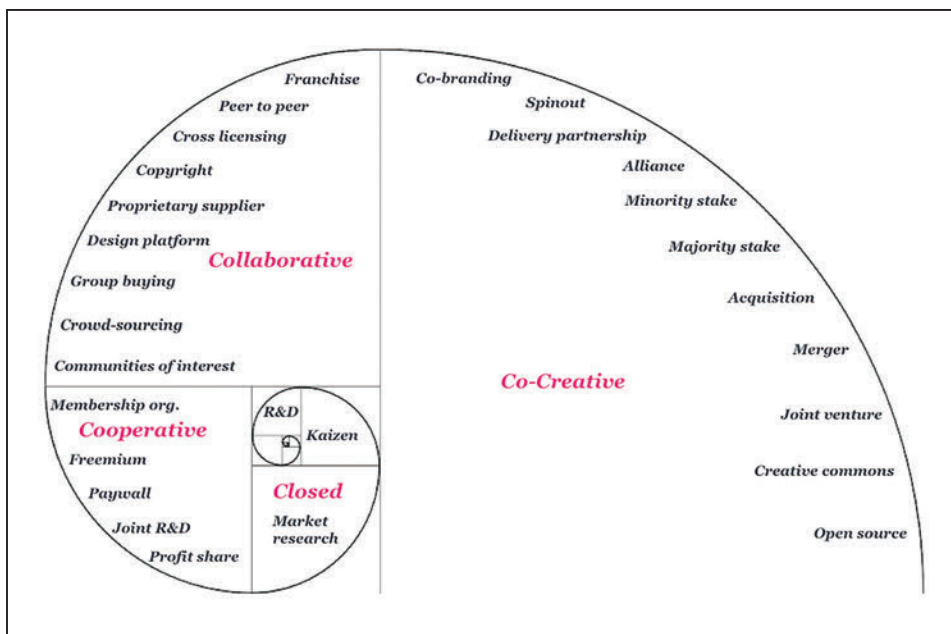 Franchise
Peer to peer
Cross licensing
Copyright
Proprietary supplier
Design platform
Collaborative
Group buying
Crowd-sourcing
Communities of interest
Co-branding
Spinout
Delivery partnership
Alliance
Minority stake
Majority stake
Acquisition
Merger
Co-Creative
Joint venture
Creative commons
Open source
Membership org.
Cooperative
Freemium
Paywall
Joint R&D
Profit share
R&D
Kaizen
Closed
Market
research